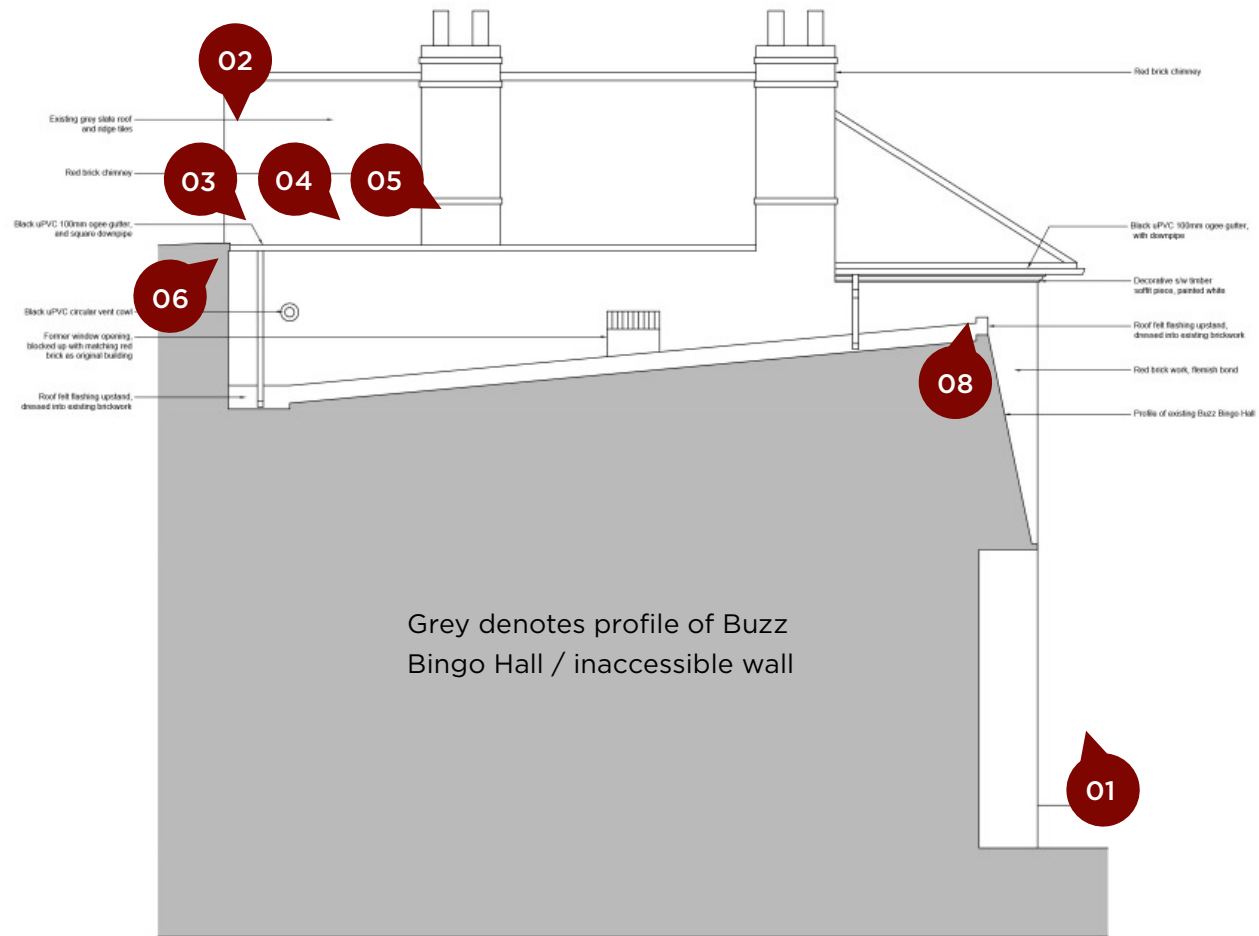 02
Red brick chimney
Existing grey slate roof
and ridge tiles
Red brick chimney
03
04
05
Black uPVC 100mm ogee gutter,
and square downpipe
Black uPVC 100mm ogee gutter,
with downpipe
06
Decorative s/w timber
soffit piece, painted white
Black uPVC circular vent cowl
Former window opening,
blocked up with matching red
brick as original building
Roof felt flashing upstand,
dressed into existing brickwork
08
Red brick work, flemish bond
Roof felt flashing upstand,
dressed into existing brickwork
Profile of existing Buzz Bingo Hall
Grey denotes profile of Buzz
Bingo Hall / inaccessible wall
01